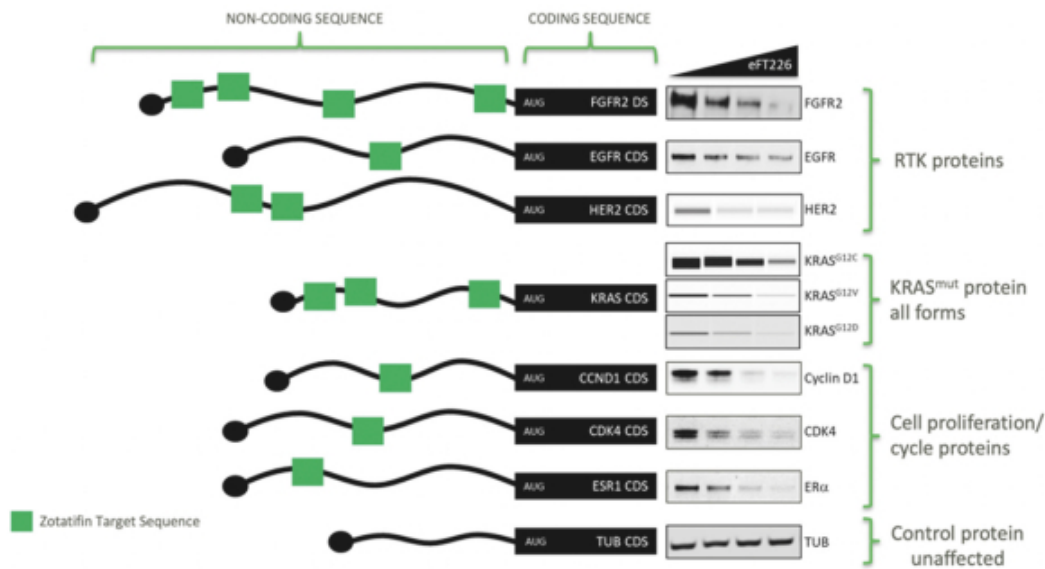 NON-CODING SEQUENCE
CODING SEQUENCE
eFT226
AUG FGFR2 DS
FGFR2
AUG EGFR CDS
EGFR
RTK proteins
AUG HER2 CDS
HER2
KRASG12C
AUG KRAS CDS
KRASG12V
KRASmut protein
all forms
KRASG12D
AUG CCND1 CDS
Cyclin D1
AUG CDK4 CDS
CDK4
Cell proliferation/
cycle proteins
AUG ESR1 CDS
ERα
Zotatifin Target Sequence
AUG TUB CDS
TUB
Control protein
unaffected